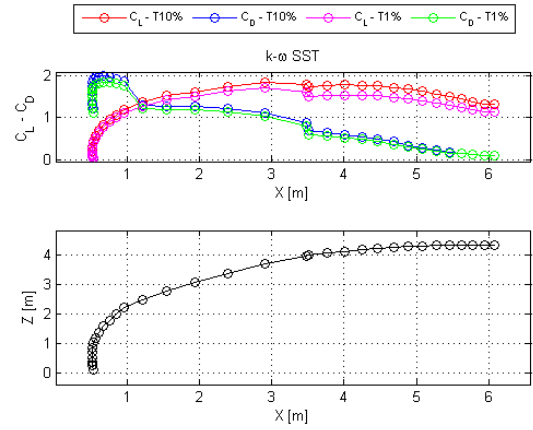 C_L - T10% C_D - T10% C_L - T1% C_D - T1%
k-ω SST
2
1
0
C_L - C_D
1 2 3 4 5 6
X [m]
4
3
2
1
0
Z [m]
1 2 3 4 5 6
X [m]